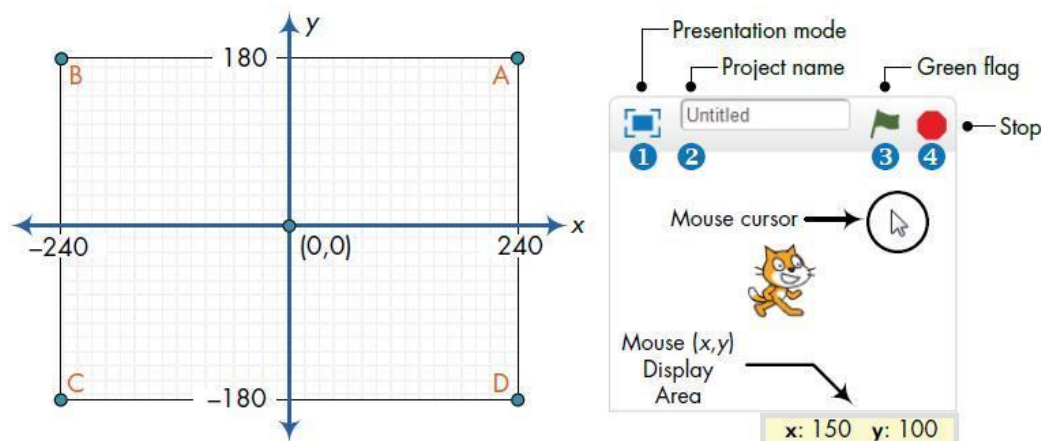 y
180
B
A
x
–240
(0,0)
240
C
D
–180
Presentation mode
Project name
Green flag
Untitled
Stop
1 2 3 4
Mouse cursor
Mouse (x,y)
Display
Area
x: 150 y: 100